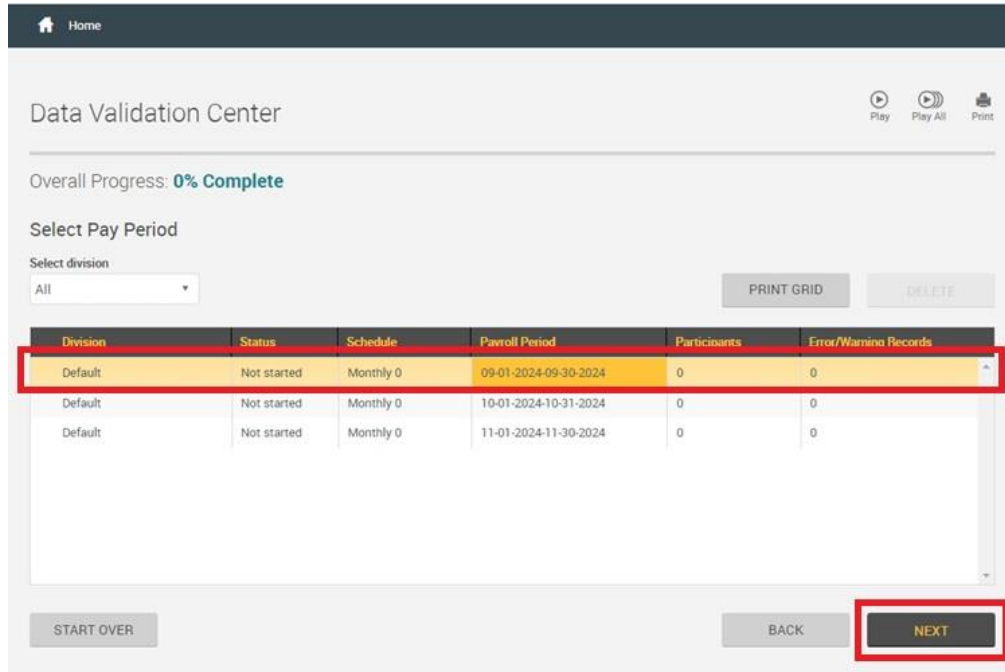 Home
Data Validation Center
Play Play All Print
Overall Progress: 0% Complete
Select Pay Period
Select division
All
PRINT GRID DELETE
Division Status Schedule Payroll Period Participants Error/Warning Records
Default Not started Monthly 0 09-01-2024-09-30-2024 0 0
Default Not started Monthly 0 10-01-2024-10-31-2024 0 0
Default Not started Monthly 0 11-01-2024-11-30-2024 0 0
START OVER BACK NEXT